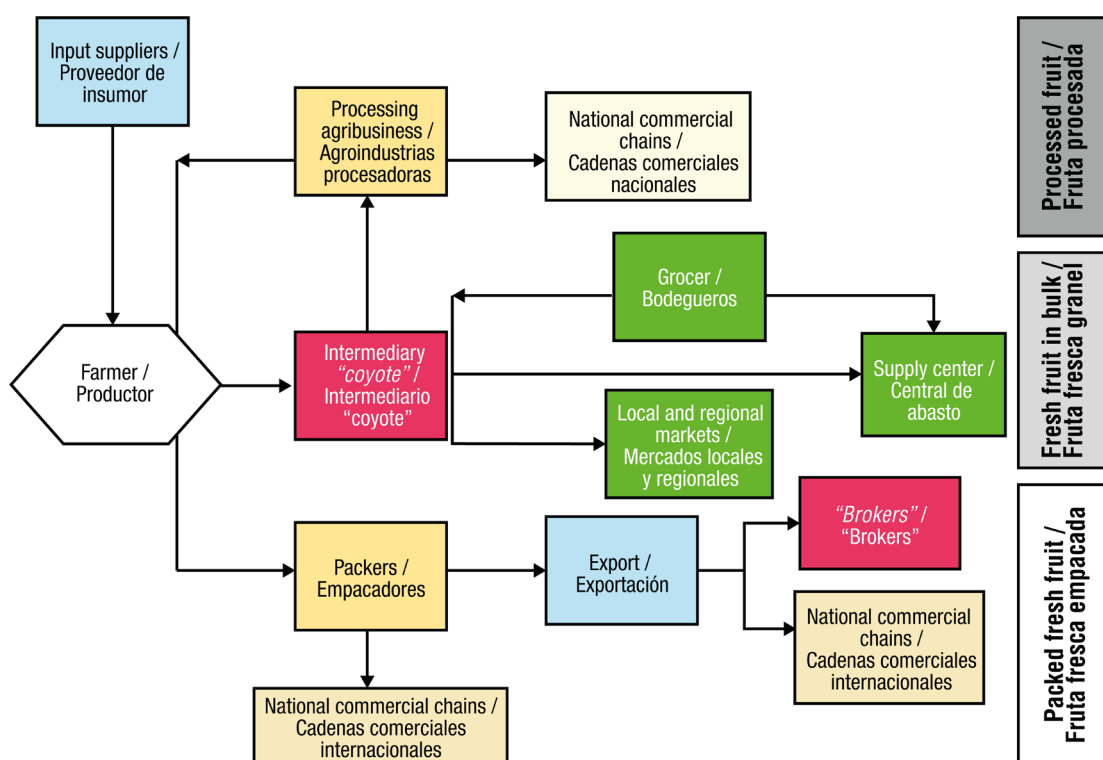 Input suppliers /
Proveedor de
insumor
Processing
agribusiness /
Agroindustrias
procesadoras
National commercial
chains /
Cadenas comerciales
nacionales
Processed fruit /
Fruta procesada
Grocer /
Bodegueros
Farmer /
Productor
Intermediary
"coyote" /
Intermediario
"coyote"
Supply center /
Central de
abasto
Local and regional
markets /
Mercados locales
y regionales
Fresh fruit in bulk /
Fruta fresca granel
Packers /
Empacadores
Export /
Exportación
"Brokers" /
"Brokers"
National commercial
chains /
Cadenas comerciales
internacionales
National commercial chains /
Cadenas comerciales
internacionales
Packed fresh fruit /
Fruta fresca empacada